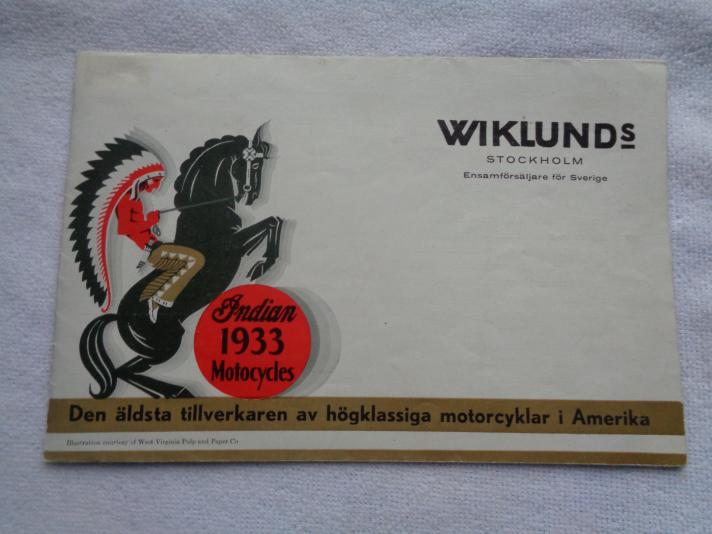 WIKLUNDS
STOCKHOLM
Ensamförsäljare för Sverige
Indian
1933
Motocycles
Den äldsta tillverkaren av högklassiga motorcyklar i Amerika
Illustration courtesy of West Virginia Pulp and Paper Co